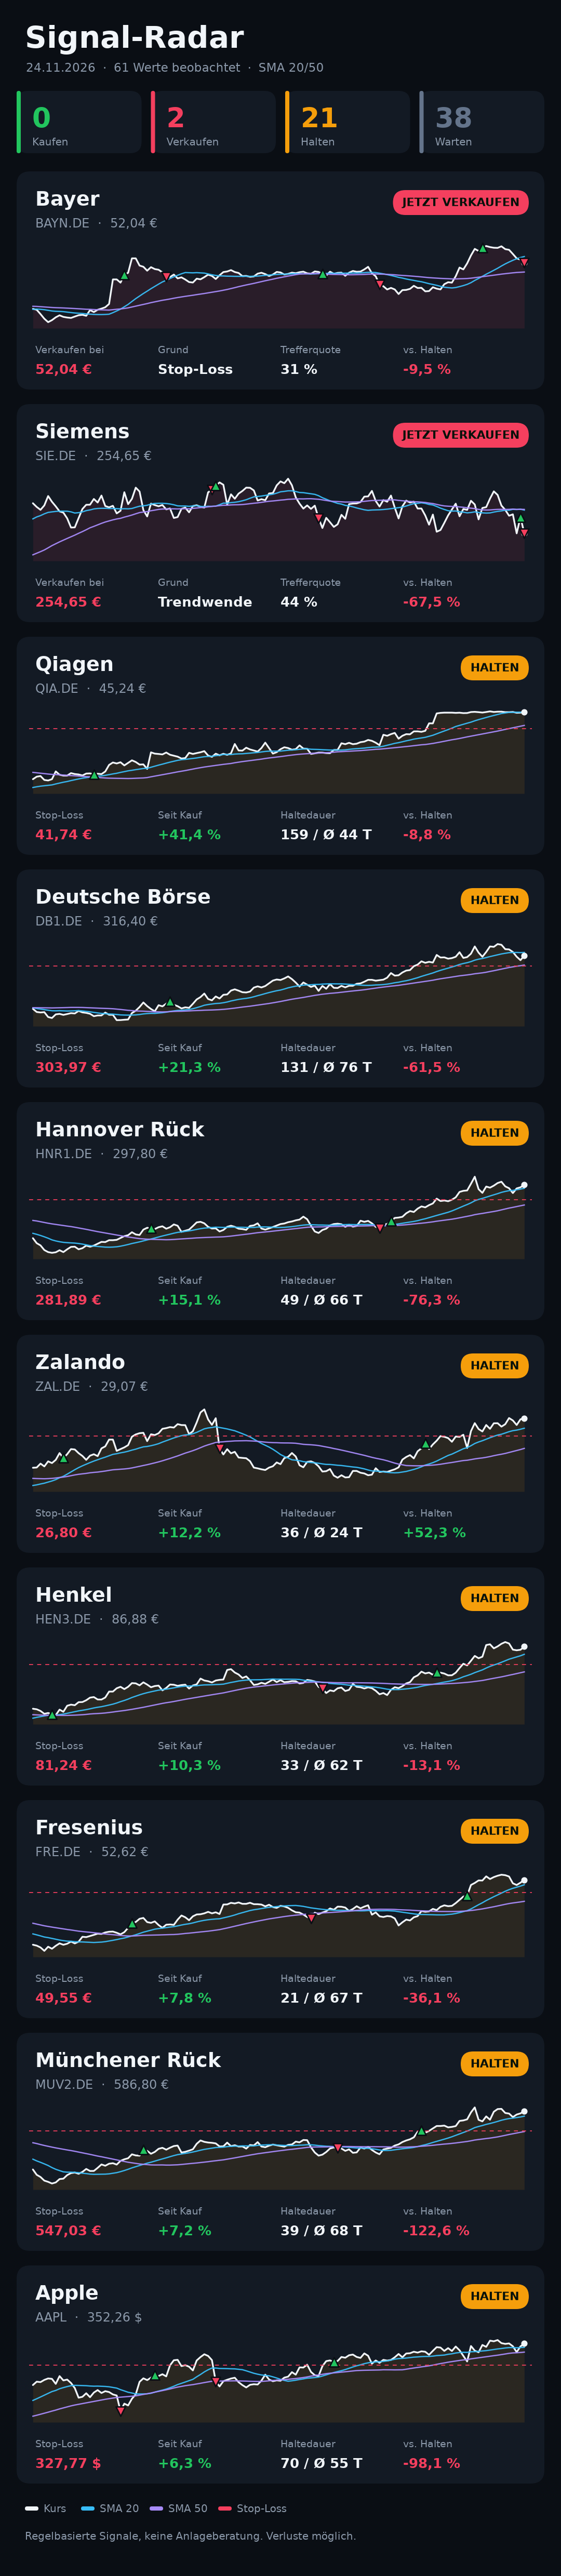 Signal-Radar
24.11.2026 · 61 Werte beobachtet · SMA 20/50
0 2 21 38
Kaufen Verkaufen Halten Warten
Bayer JETZT VERKAUFEN
BAYN.DE · 52,04 €
Verkaufen bei Grund Trefferquote vs. Halten
52,04 € Stop-Loss 31 % -9,5 %
Siemens JETZT VERKAUFEN
SIE.DE · 254,65 €
Verkaufen bei Grund Trefferquote vs. Halten
254,65 € Trendwende 44 % -67,5 %
Qiagen HALTEN
QIA.DE · 45,24 €
Stop-Loss Seit Kauf Haltedauer vs. Halten
41,74 € +41,4 % 159 / Ø 44 T -8,8 %
Deutsche Börse HALTEN
DB1.DE · 316,40 €
Stop-Loss Seit Kauf Haltedauer vs. Halten
303,97 € +21,3 % 131 / Ø 76 T -61,5 %
Hannover Rück HALTEN
HNR1.DE · 297,80 €
Stop-Loss Seit Kauf Haltedauer vs. Halten
281,89 € +15,1 % 49 / Ø 66 T -76,3 %
Zalando HALTEN
ZAL.DE · 29,07 €
Stop-Loss Seit Kauf Haltedauer vs. Halten
26,80 € +12,2 % 36 / Ø 24 T +52,3 %
Henkel HALTEN
HEN3.DE · 86,88 €
Stop-Loss Seit Kauf Haltedauer vs. Halten
81,24 € +10,3 % 33 / Ø 62 T -13,1 %
Fresenius HALTEN
FRE.DE · 52,62 €
Stop-Loss Seit Kauf Haltedauer vs. Halten
49,55 € +7,8 % 21 / Ø 67 T -36,1 %
Münchener Rück HALTEN
MUV2.DE · 586,80 €
Stop-Loss Seit Kauf Haltedauer vs. Halten
547,03 € +7,2 % 39 / Ø 68 T -122,6 %
Apple HALTEN
AAPL · 352,26 $
Stop-Loss Seit Kauf Haltedauer vs. Halten
327,77 $ +6,3 % 70 / Ø 55 T -98,1 %
Kurs SMA 20 SMA 50 Stop-Loss
Regelbasierte Signale, keine Anlageberatung. Verluste möglich.